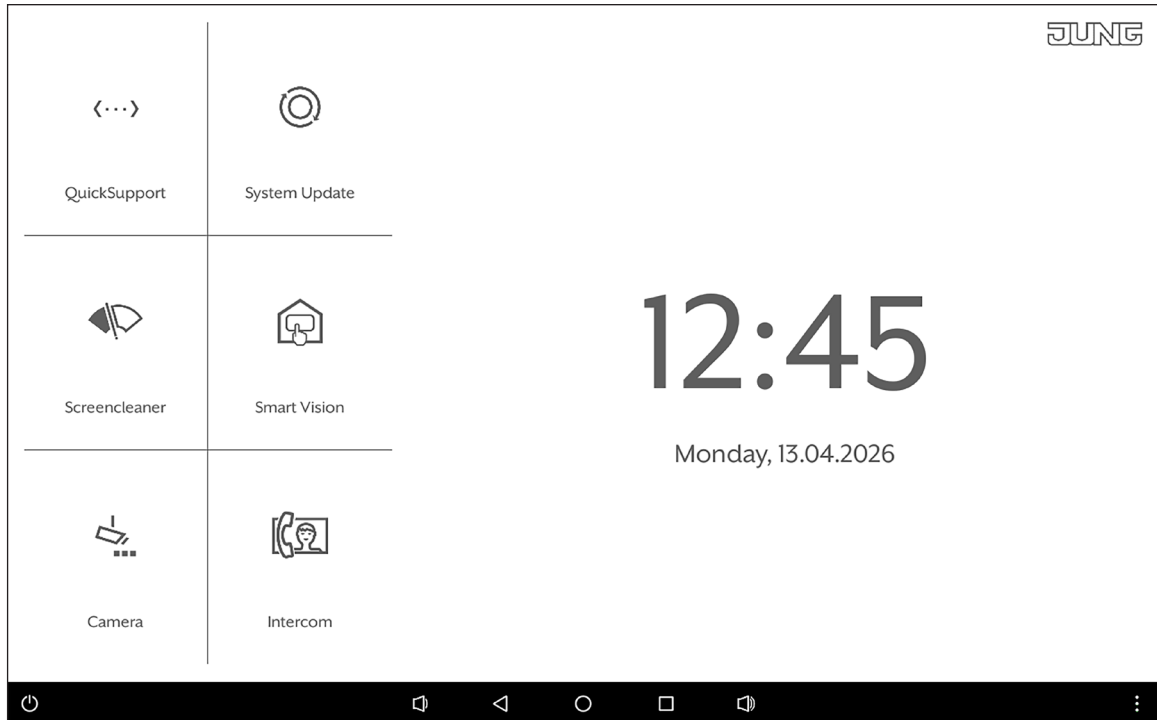 JUNG
QuickSupport
System Update
Screencleaner
Smart Vision
12:45
Monday, 13.04.2026
Camera
Intercom